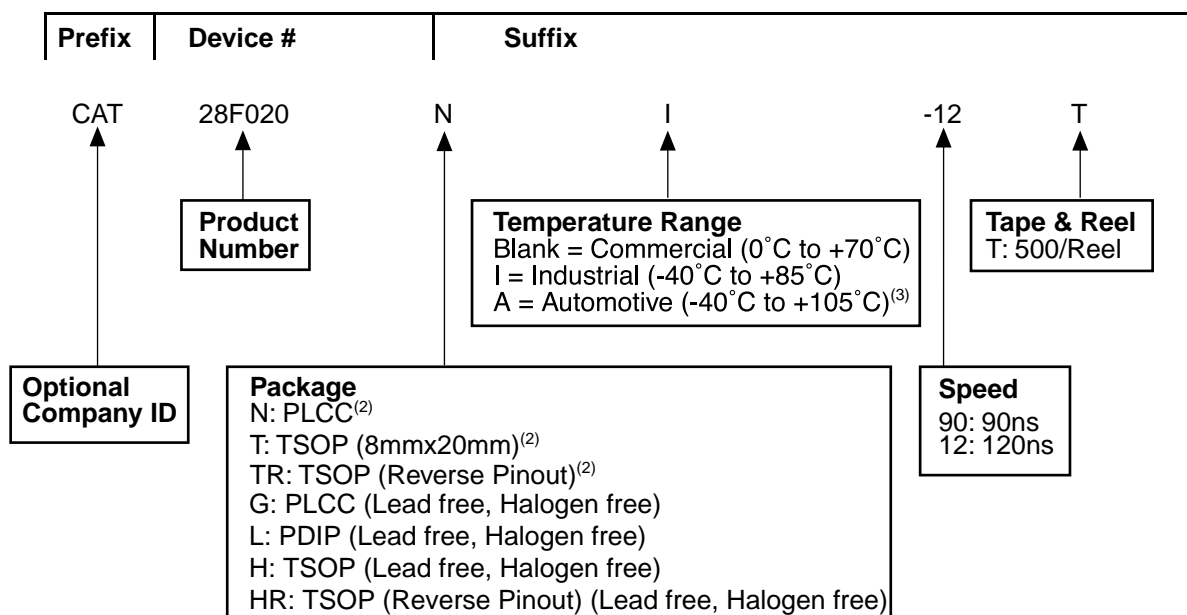 Prefix Device # Suffix
CAT 28F020 N I -12 T
Product
Number
Temperature Range
Blank = Commercial (0˚C to +70˚C)
I = Industrial (-40˚C to +85˚C)
A = Automotive (-40˚C to +105˚C)(3)
Tape & Reel
T: 500/Reel
Optional
Company ID
Package
N: PLCC(2)
T: TSOP (8mmx20mm)(2)
TR: TSOP (Reverse Pinout)(2)
G: PLCC (Lead free, Halogen free)
L: PDIP (Lead free, Halogen free)
H: TSOP (Lead free, Halogen free)
HR: TSOP (Reverse Pinout) (Lead free, Halogen free)
Speed
90: 90ns
12: 120ns